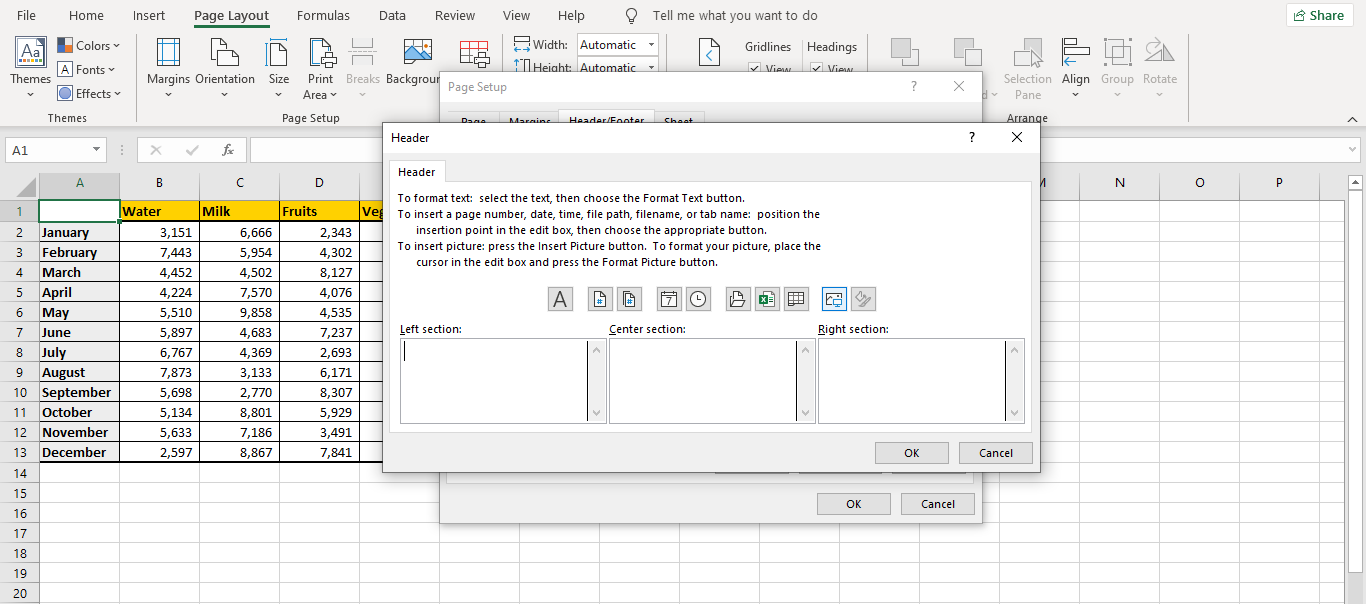 File Home Insert Page Layout Formulas Data Review View Help Tell me what you want to do Share
Colors
Fonts
Effects
Themes
Themes
Margins Orientation Size Print Area Breaks
Page Setup
Width: Automatic
Height: Automatic
Gridlines Headings
View View
Selection Pane Align Group Rotate
Arrange
Page Setup ?
Page Margins Header/Footer Sheet
A1 fx
Header ?
Header
To format text: select the text, then choose the Format Text button.
To insert a page number, date, time, file path, filename, or tab name: position the
insertion point in the edit box, then choose the appropriate button.
To insert picture: press the Insert Picture button. To format your picture, place the
cursor in the edit box and press the Format Picture button.
A # # 7
Left section: Center section: Right section:
OK Cancel
OK Cancel
A B C D N O P
1 Water Milk Fruits
2 January 3,151 6,666 2,343
3 February 7,443 5,954 4,302
4 March 4,452 4,502 8,127
5 April 4,224 7,570 4,076
6 May 5,510 9,858 4,535
7 June 5,897 4,683 7,237
8 July 6,767 4,369 2,693
9 August 7,873 3,133 6,171
10 September 5,698 2,770 8,307
11 October 5,134 8,801 5,929
12 November 5,633 7,186 3,491
13 December 2,597 8,867 7,841
14
15
16
17
18
19
20